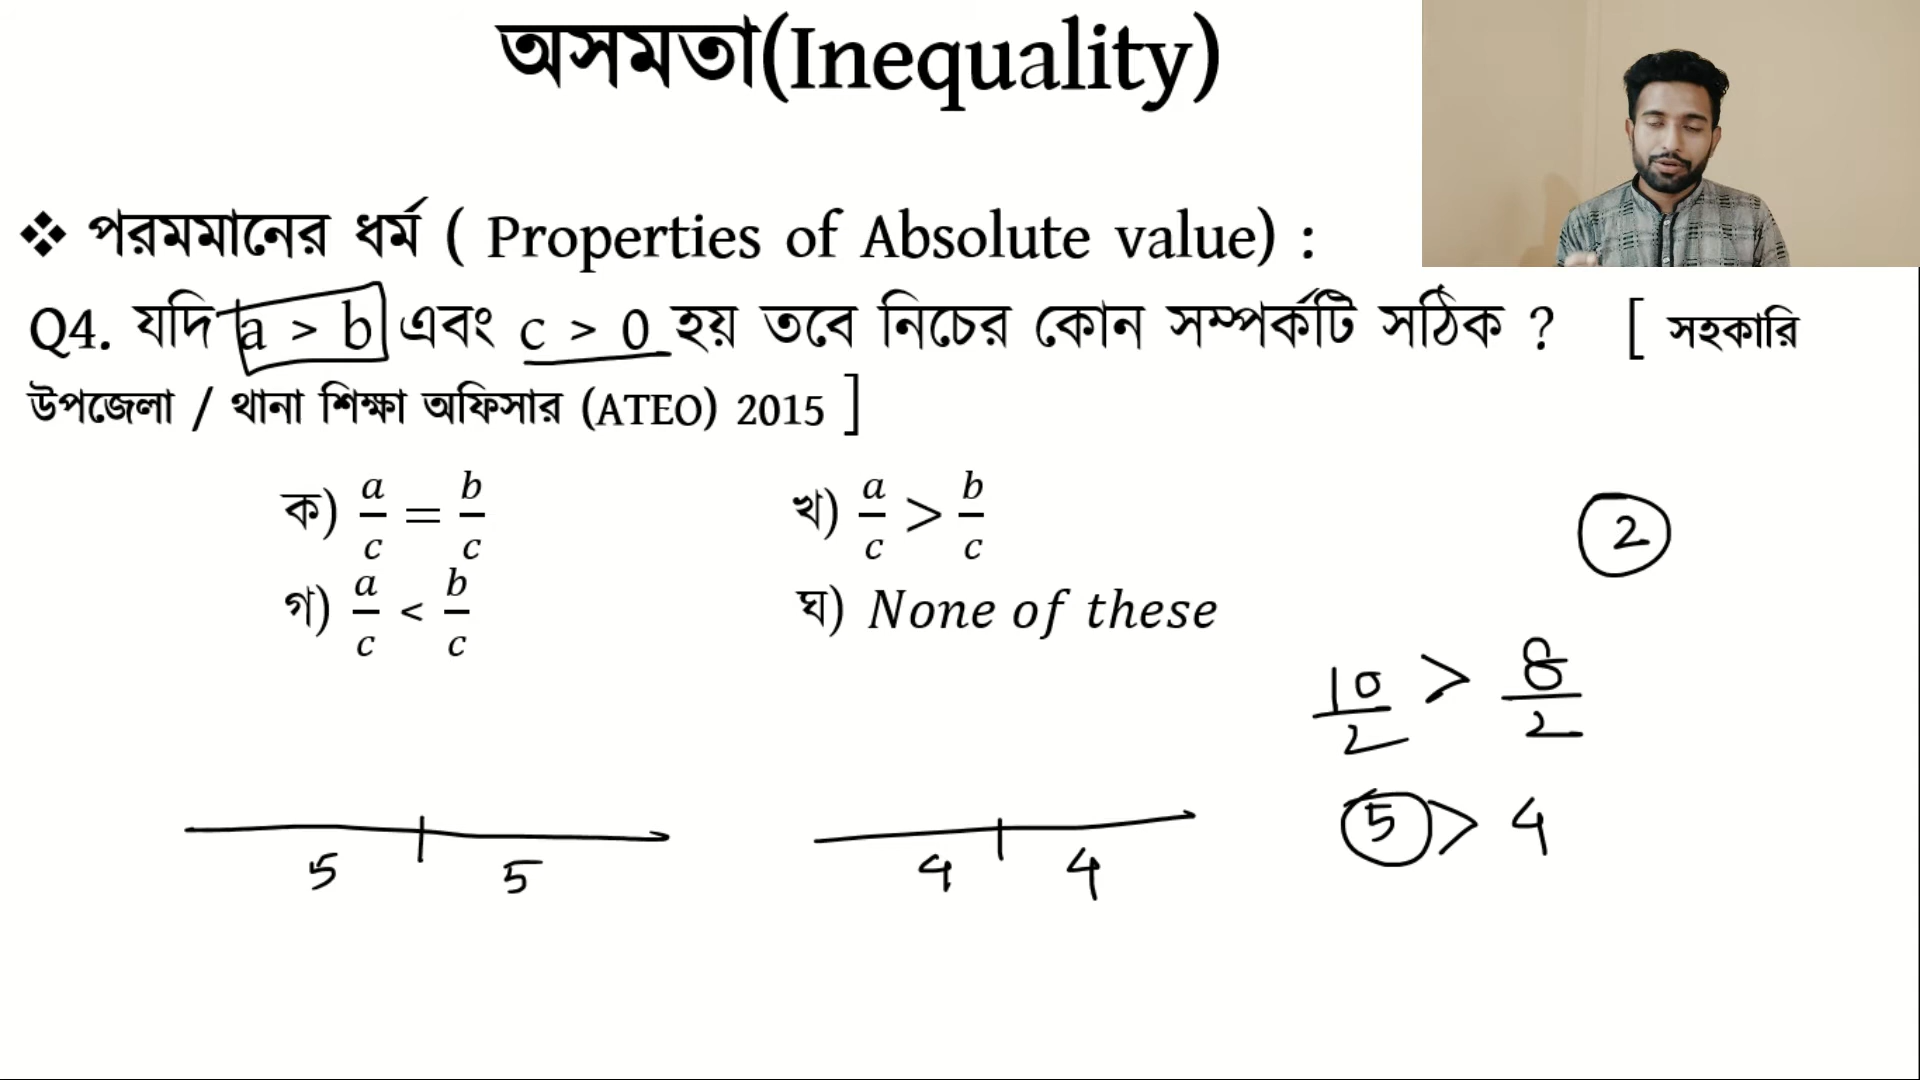 অসমতা(Inequality)
❖ পরমমানের ধর্ম ( Properties of Absolute value) :
Q4. যদি a > b এবং c > 0 হয় তবে নিচের কোন সম্পর্কটি সঠিক ? [ সহকারি
উপজেলা / থানা শিক্ষা অফিসার (ATEO) 2015 ]
ক) a/c = b/c খ) a/c > b/c
গ) a/c < b/c ঘ) None of these
2
10/2 > 8/2
5 > 4
5 5 4 4